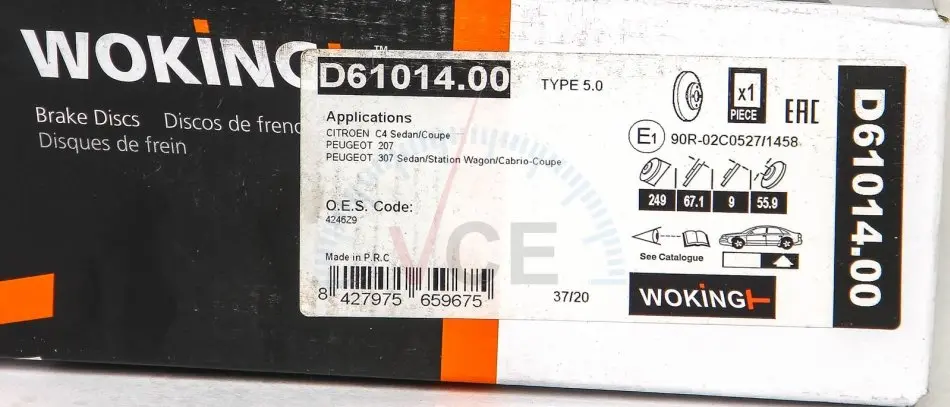 WOKING™
Brake Discs Discos de freno
Disques de frein
D61014.00
TYPE 5.0
x1
PIECE
EAC
Applications
CITROEN C4 Sedan/Coupe
PEUGEOT 207
PEUGEOT 307 Sedan/Station Wagon/Cabrio-Coupe
E1 90R-02C0527/1458
249 67.1 9 55.9
O.E.S. Code:
4246Z9
See Catalogue
Made in P.R.C
8 427975 659675
37/20
WOKING
D61014.00
VCE